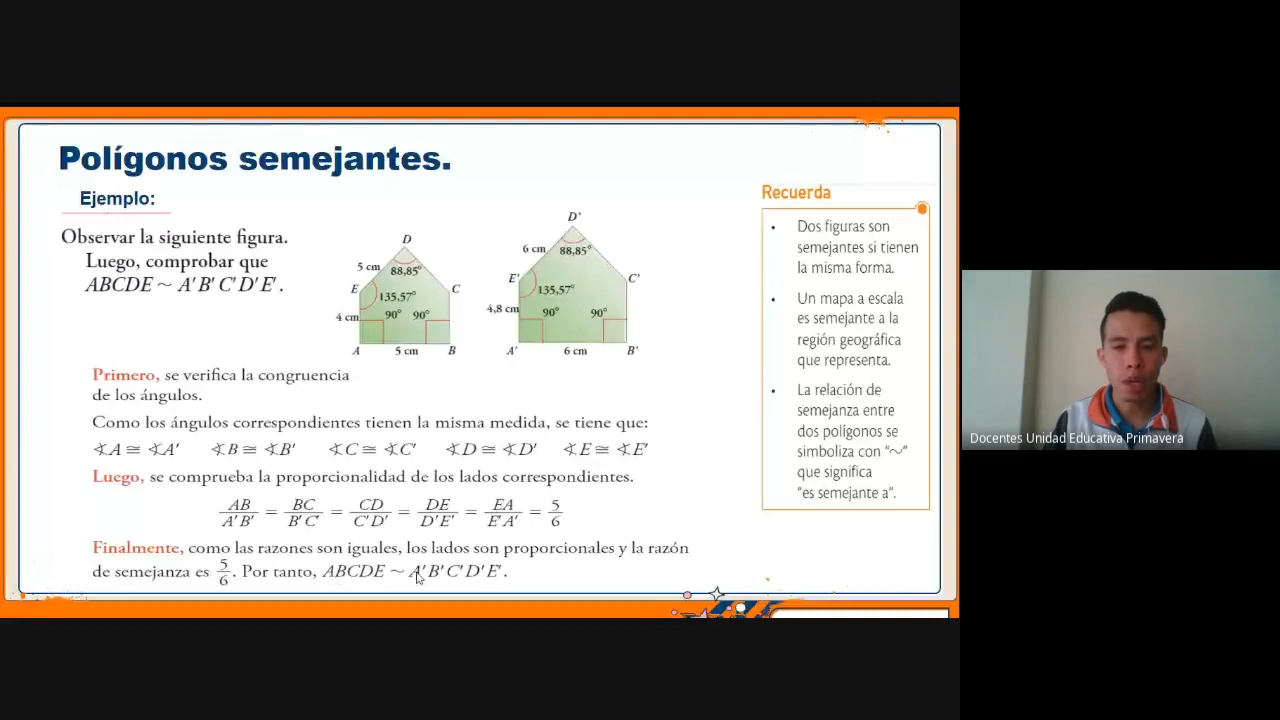 Polígonos semejantes.
Ejemplo:
Observar la siguiente figura.
Luego, comprobar que
ABCDE ~ A'B'C'D'E'.
D
5 cm
88,85°
E
C
135,57°
4 cm
90° 90°
A
5 cm
B
D'
6 cm
88,85°
E'
C'
135,57°
4,8 cm
90° 90°
A'
6 cm
B'
Primero, se verifica la congruencia
de los ángulos.
Como los ángulos correspondientes tienen la misma medida, se tiene que:
∢A ≅ ∢A' ∢B ≅ ∢B' ∢C ≅ ∢C' ∢D ≅ ∢D' ∢E ≅ ∢E'
Luego, se comprueba la proporcionalidad de los lados correspondientes.
AB/A'B' = BC/B'C' = CD/C'D' = DE/D'E' = EA/E'A' = 5/6
Finalmente, como las razones son iguales, los lados son proporcionales y la razón
de semejanza es 5/6. Por tanto, ABCDE ~ A'B'C'D'E'.
Recuerda
• Dos figuras son
semejantes si tienen
la misma forma.
• Un mapa a escala
es semejante a la
región geográfica
que representa.
• La relación de
semejanza entre
dos polígonos se
simboliza con "~"
que significa
"es semejante a".
Docentes Unidad Educativa Primavera